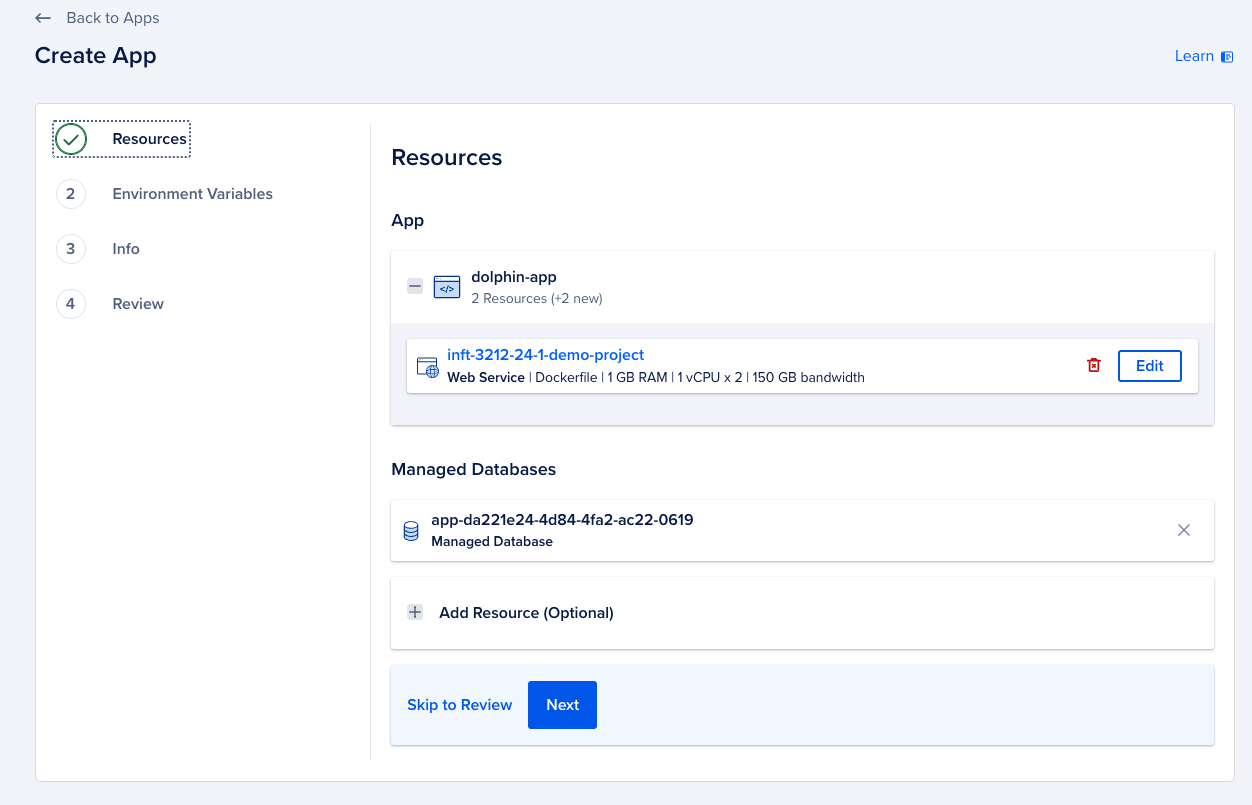 Back to Apps
Create App
Learn
Resources
2 Environment Variables
3 Info
4 Review
Resources
App
</>
dolphin-app
2 Resources (+2 new)
inft-3212-24-1-demo-project
Web Service | Dockerfile | 1 GB RAM | 1 vCPU x 2 | 150 GB bandwidth
Edit
Managed Databases
app-da221e24-4d84-4fa2-ac22-0619
Managed Database
Add Resource (Optional)
Skip to Review
Next